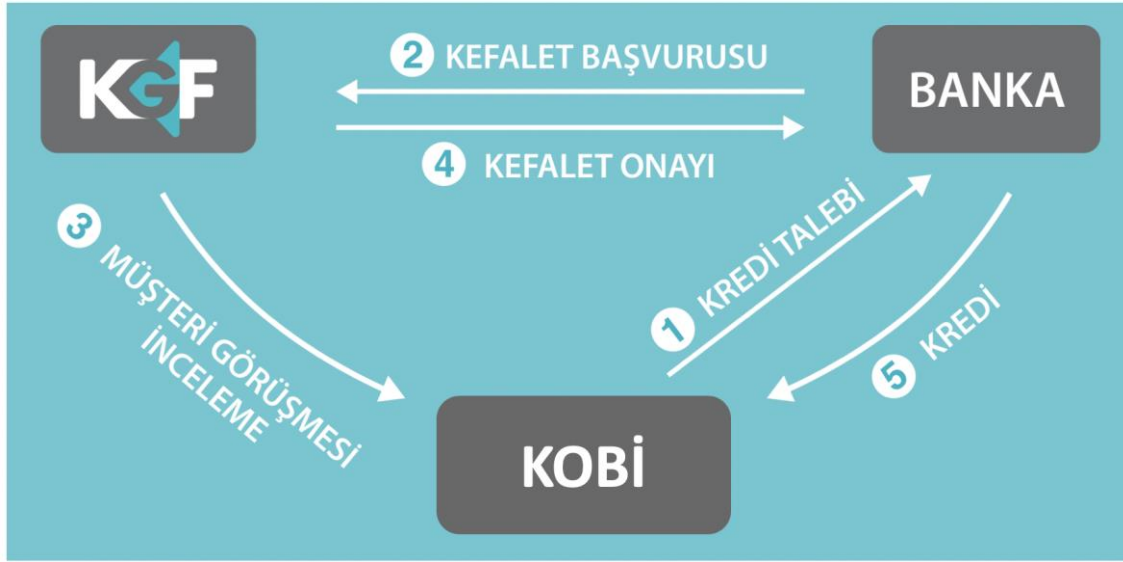 KGF
2 KEFALET BAŞVURUSU
BANKA
4 KEFALET ONAYI
3 MÜŞTERİ GÖRÜŞMESİ
İNCELEME
1 KREDİ TALEBİ
5 KREDİ
KOBİ